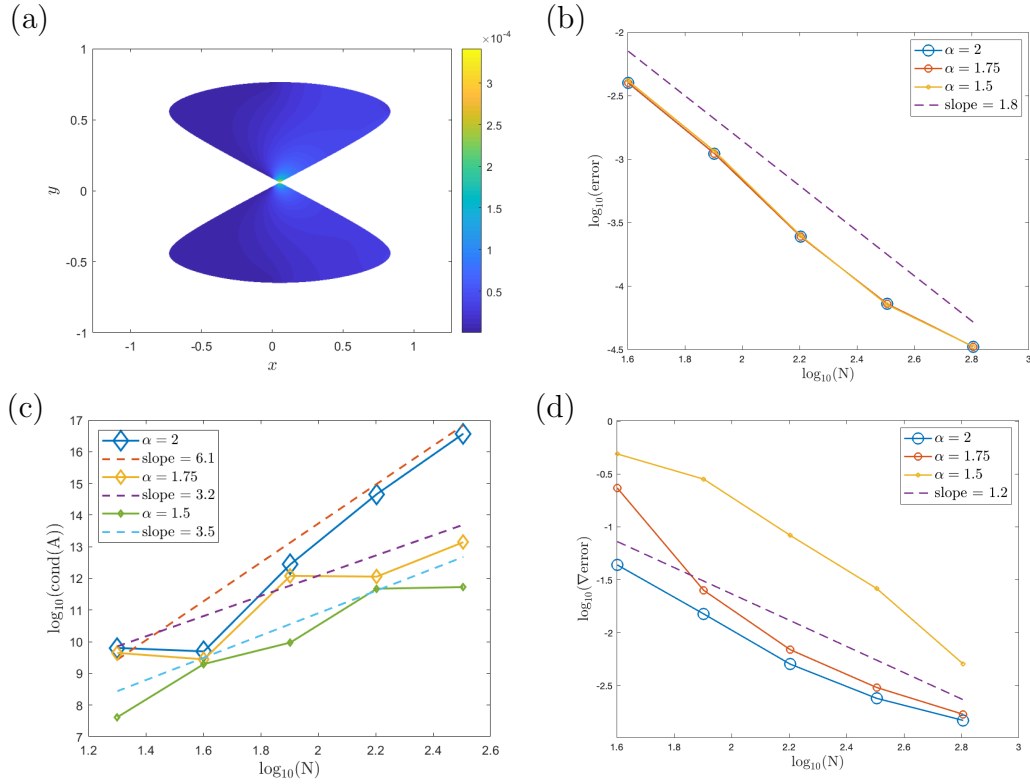 (a)
×10⁻⁴
1
0.5
0
-0.5
-1
y
-1
-0.5
0
0.5
1
x
3
2.5
2
1.5
1
0.5
(b)
-2
-2.5
-3
-3.5
-4
-4.5
log₁₀(error)
1.6
1.8
2
2.2
2.4
2.6
2.8
3
log₁₀(N)
α = 2
α = 1.75
α = 1.5
slope = 1.8
(c)
17
16
15
14
13
12
11
10
9
8
7
log₁₀(cond(A))
1.2
1.4
1.6
1.8
2
2.2
2.4
2.6
log₁₀(N)
α = 2
slope = 6.1
α = 1.75
slope = 3.2
α = 1.5
slope = 3.5
(d)
0
-0.5
-1
-1.5
-2
-2.5
log₁₀(∇error)
1.6
1.8
2
2.2
2.4
2.6
2.8
3
log₁₀(N)
α = 2
α = 1.75
α = 1.5
slope = 1.2